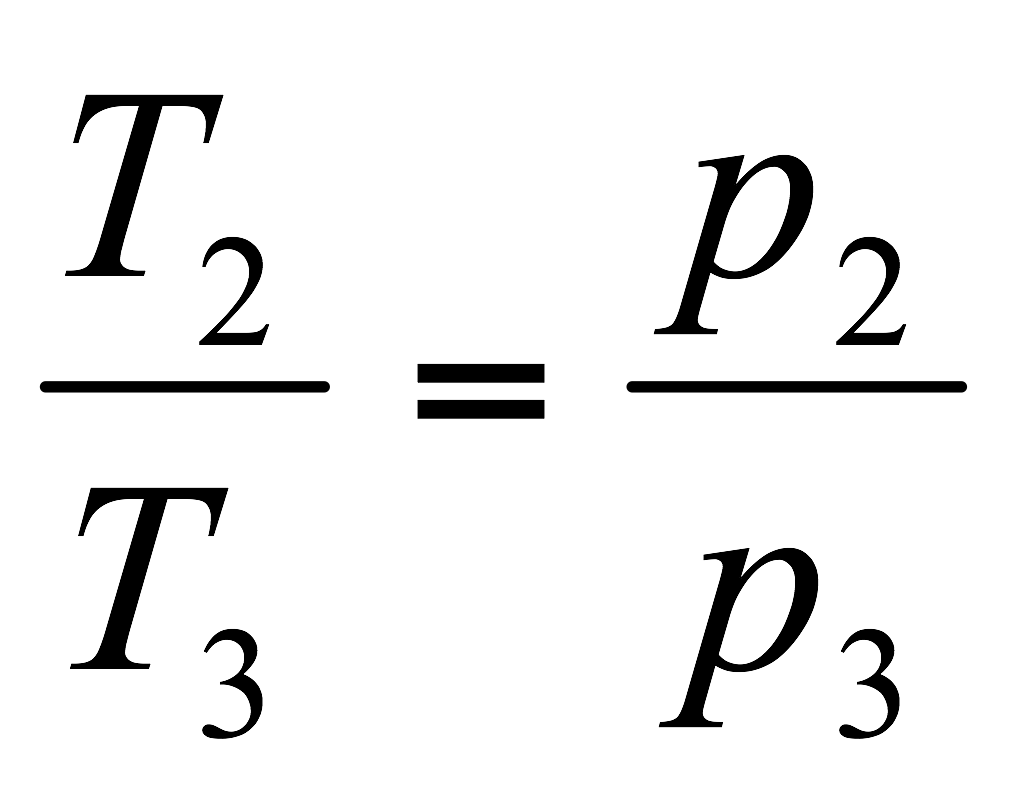 T₂/T₃ = p₂/p₃